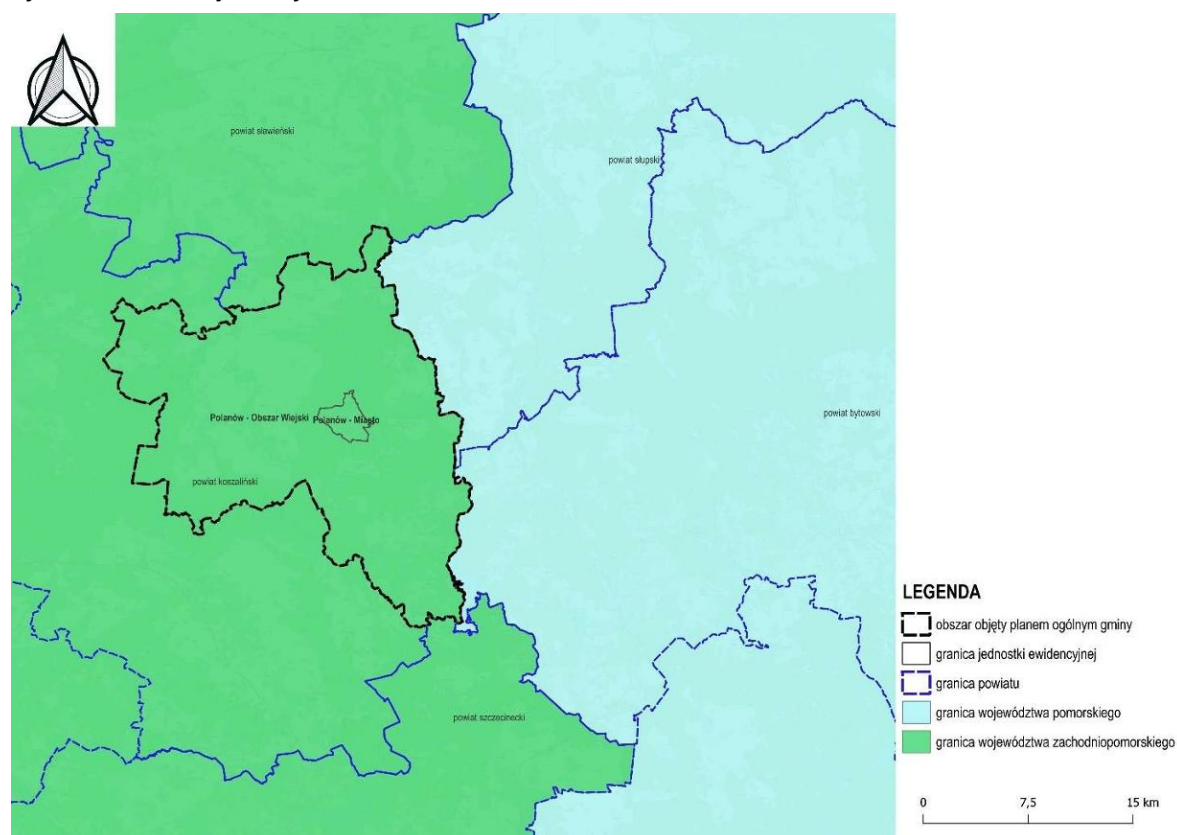 powiat sławieński
powiat słupski
powiat bytowski
Polanów - Obszar Wiejski
Polanów - Miasto
powiat koszaliński
powiat szczecinecki
LEGENDA
obszar objęty planem ogólnym gminy
granica jednostki ewidencyjnej
granica powiatu
granica województwa pomorskiego
granica województwa zachodniopomorskiego
0 7,5 15 km